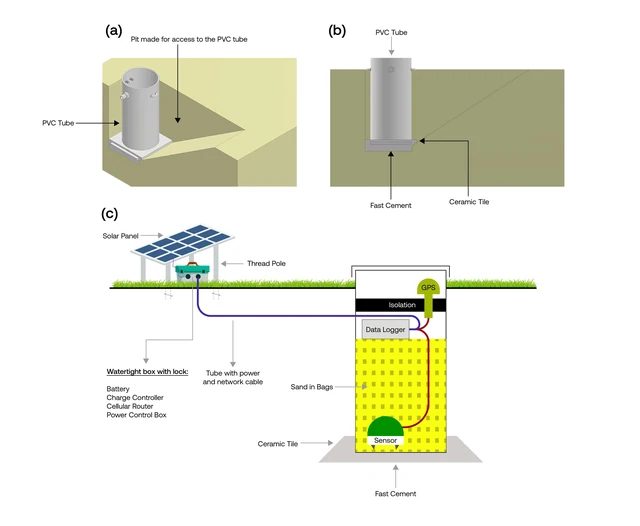 (a)
Pit made for access to the PVC tube
PVC Tube
(b)
PVC Tube
Fast Cement
Ceramic Tile
(c)
Solar Panel
Thread Pole
GPS
Isolation
Data Logger
Watertight box with lock:
Battery
Charge Controller
Cellular Router
Power Control Box
Tube with power
and network cable
Sand in Bags
Sensor
Ceramic Tile
Fast Cement